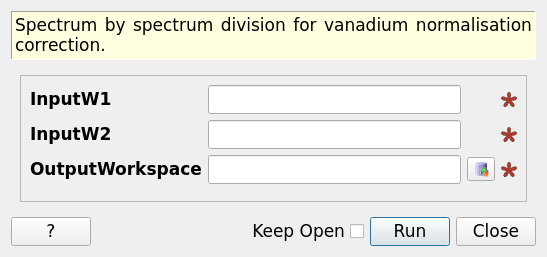 Spectrum by spectrum division for vanadium normalisation
correction.
InputW1
InputW2
OutputWorkspace
? Keep Open Run Close